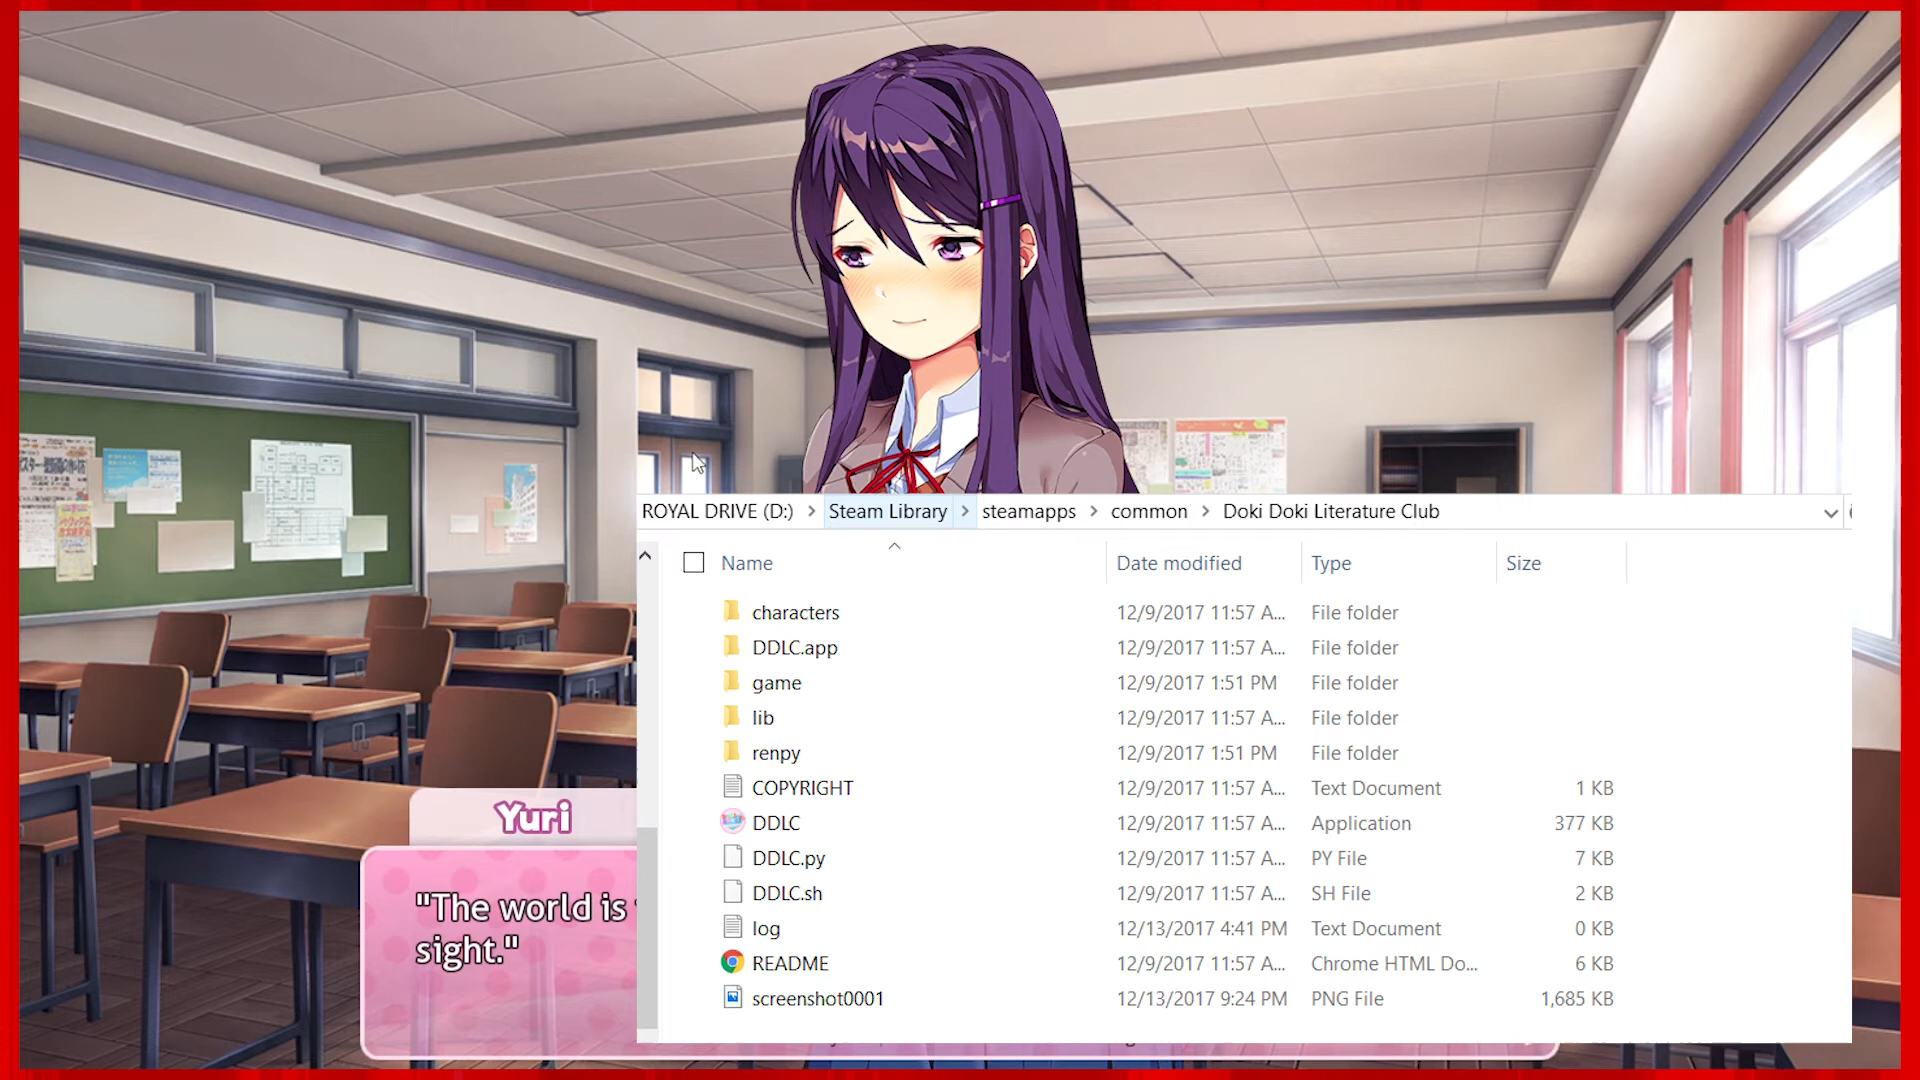 ROYAL DRIVE (D:) > Steam Library > steamapps > common > Doki Doki Literature Club
Name Date modified Type Size
characters 12/9/2017 11:57 A... File folder
DDLC.app 12/9/2017 11:57 A... File folder
game 12/9/2017 1:51 PM File folder
lib 12/9/2017 11:57 A... File folder
renpy 12/9/2017 1:51 PM File folder
COPYRIGHT 12/9/2017 11:57 A... Text Document 1 KB
DDLC 12/9/2017 11:57 A... Application 377 KB
DDLC.py 12/9/2017 11:57 A... PY File 7 KB
DDLC.sh 12/9/2017 11:57 A... SH File 2 KB
log 12/13/2017 4:41 PM Text Document 0 KB
README 12/9/2017 11:57 A... Chrome HTML Do... 6 KB
screenshot0001 12/13/2017 9:24 PM PNG File 1,685 KB
Yuri
"The world is
sight."